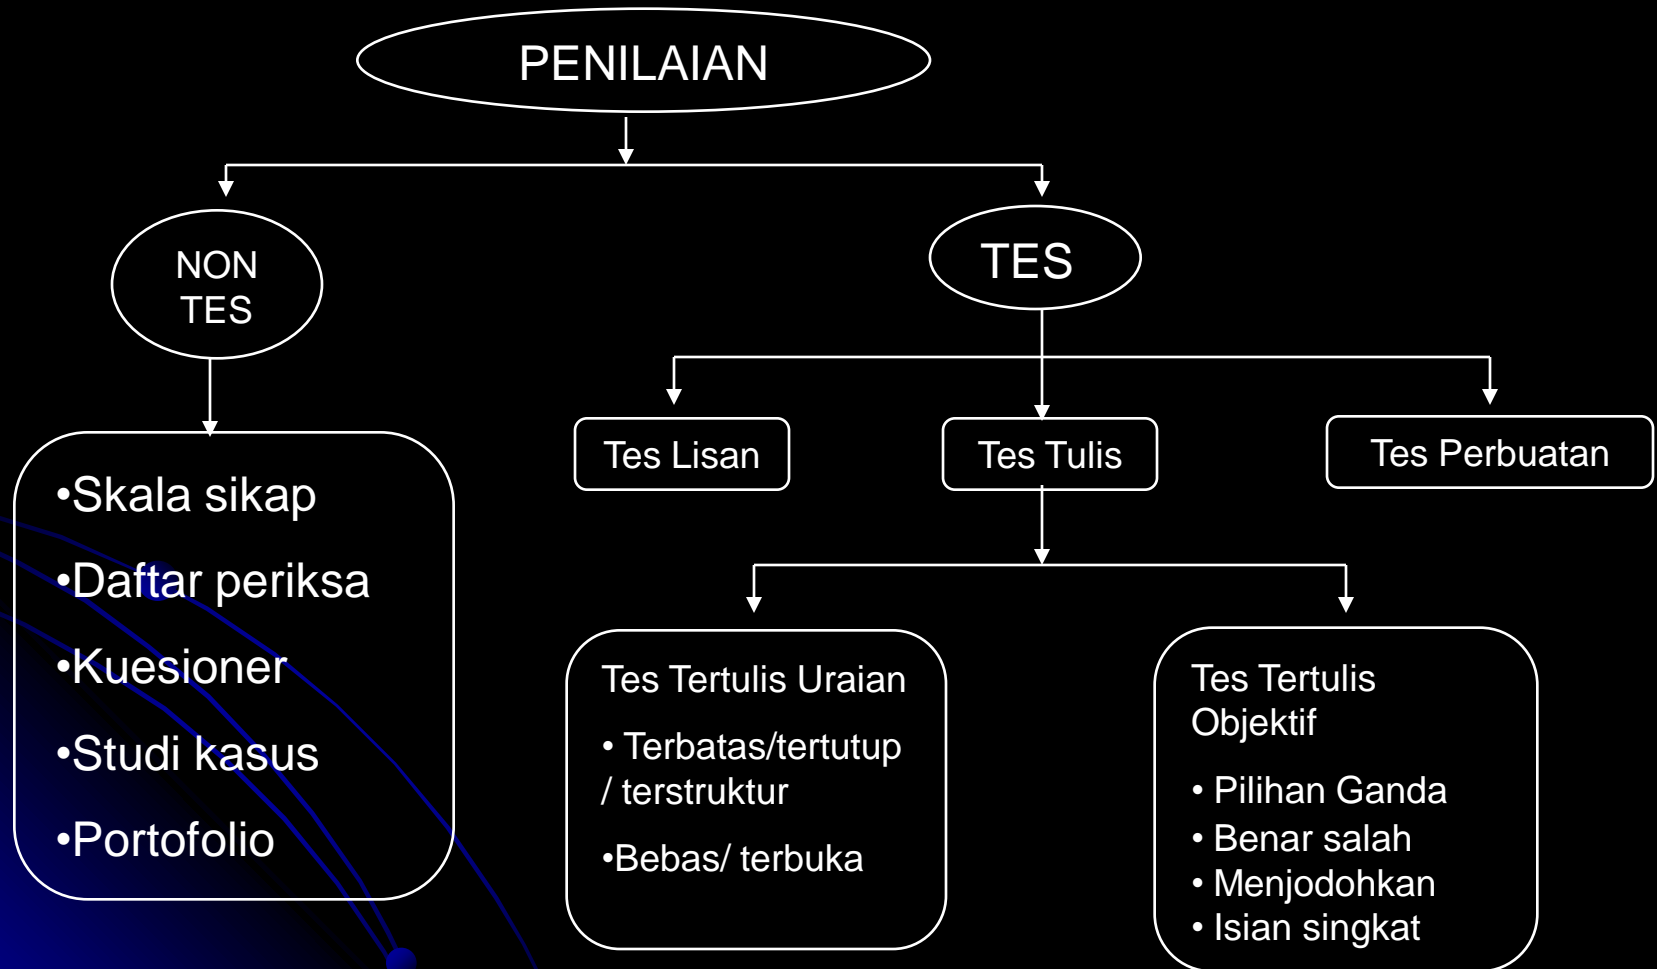 PENILAIAN
NON
TES
TES
Tes Lisan
Tes Tulis
Tes Perbuatan
•Skala sikap
•Daftar periksa
•Kuesioner
•Studi kasus
•Portofolio
Tes Tertulis Uraian
• Terbatas/tertutup
/ terstruktur
•Bebas/ terbuka
Tes Tertulis
Objektif
• Pilihan Ganda
• Benar salah
• Menjodohkan
• Isian singkat